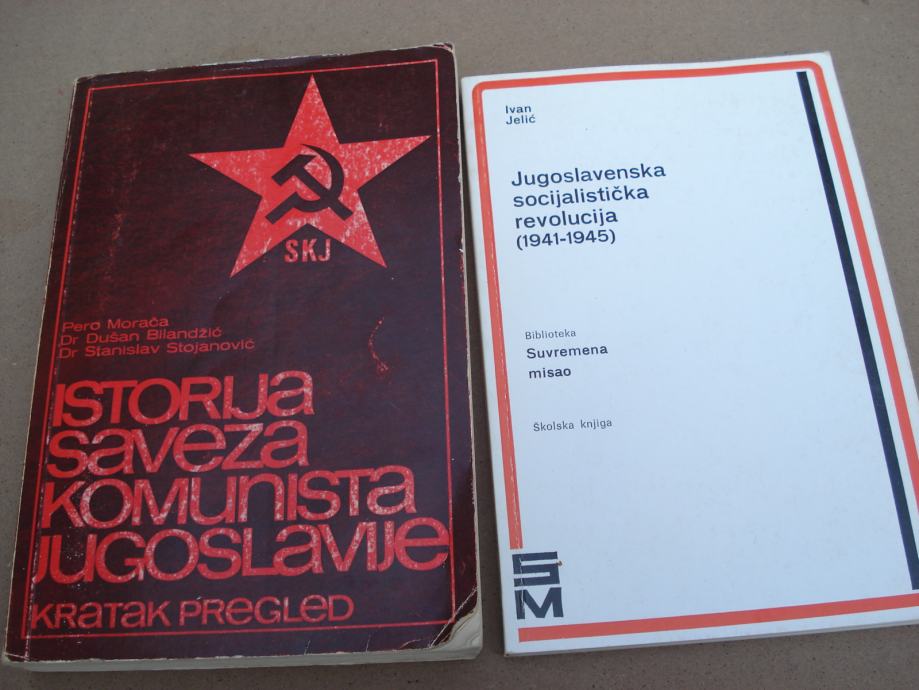 SKJ
Pero Morača
Dr Dušan Bilandžić
Dr Stanislav Stojanović
ISTORIJA
SAVEZA
KOMUNISTA
JUGOSLAVIJE
KRATAK PREGLED
Ivan
Jelić
Jugoslavenska
socijalistička
revolucija
(1941-1945)
Biblioteka
Suvremena
misao
Školska knjiga
SM